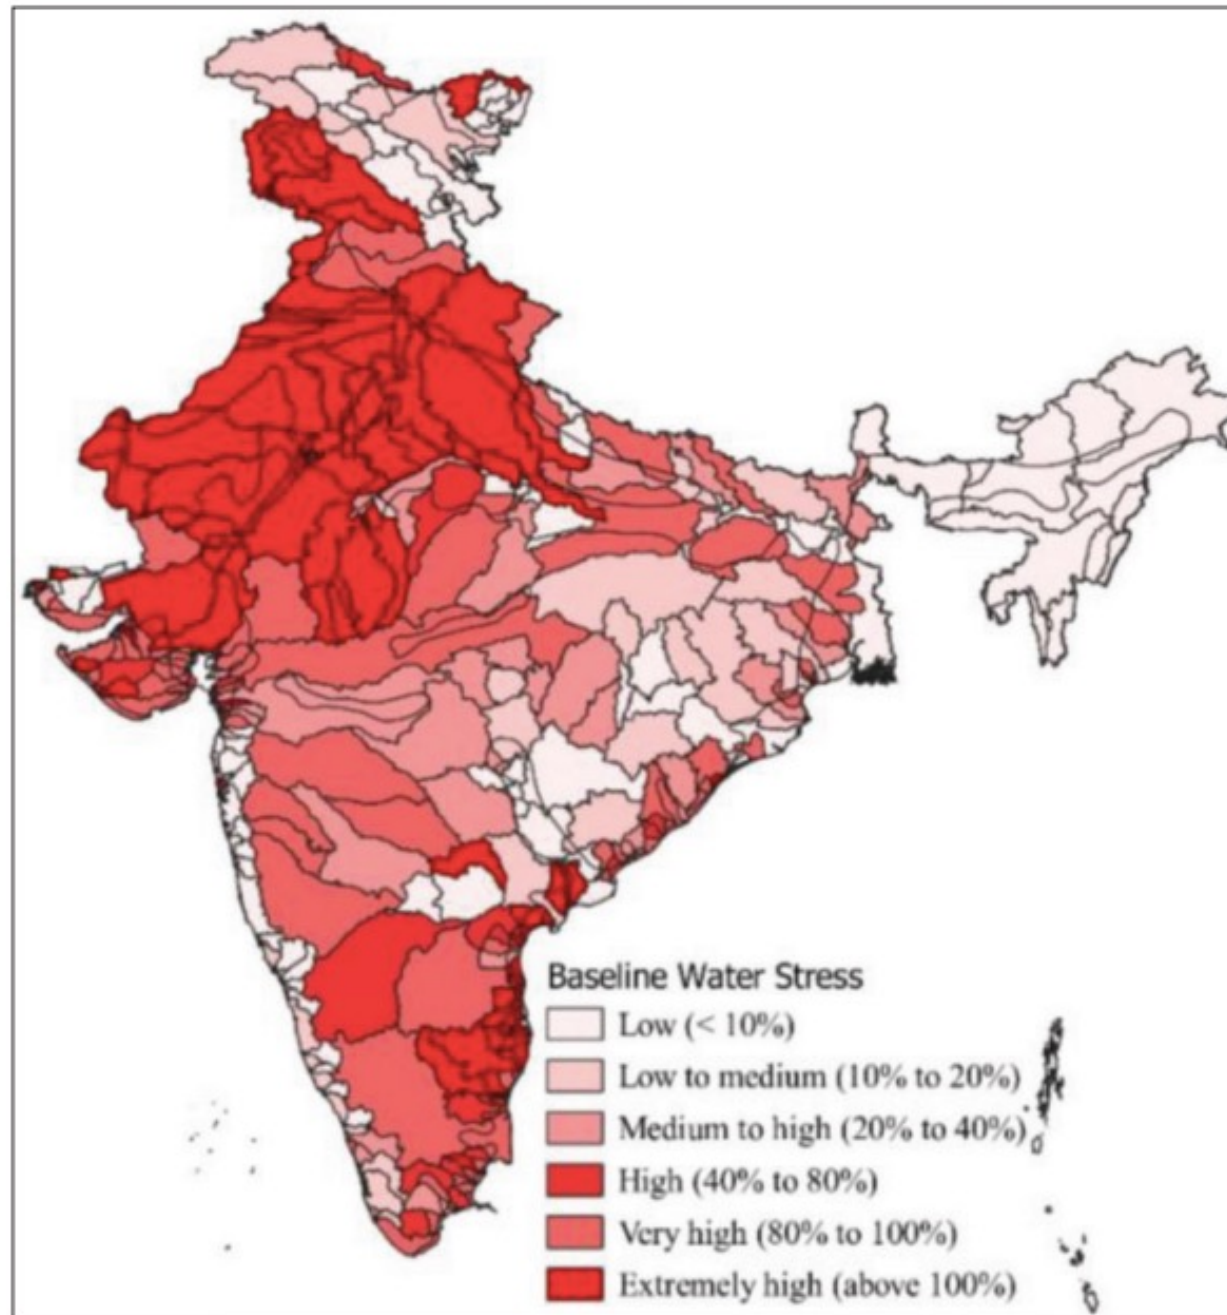 Baseline Water Stress
Low (< 10%)
Low to medium (10% to 20%)
Medium to high (20% to 40%)
High (40% to 80%)
Very high (80% to 100%)
Extremely high (above 100%)